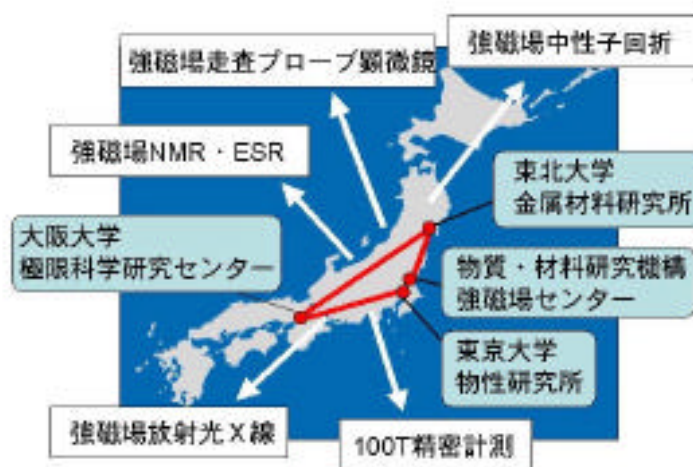 強磁場中性子回折
強磁場走査プローブ顕微鏡
強磁場NMR・ESR
東北大学
金属材料研究所
大阪大学
極限科学研究センター
物質・材料研究機構
強磁場センター
東京大学
物性研究所
強磁場放射光X線
100T精密計測